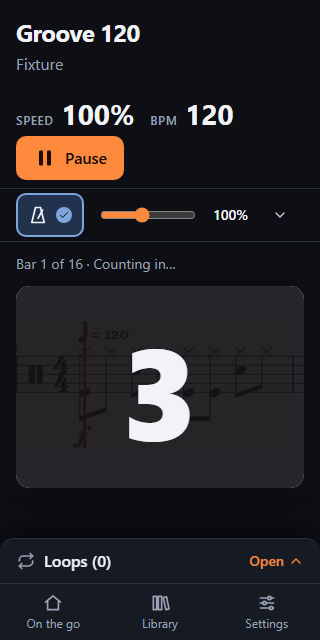 Groove 120
Fixture
SPEED 100% BPM 120
Pause
100%
Bar 1 of 16 · Counting in...
= 120
4
4
3
f
Loops (0)
Open
On the go
Library
Settings